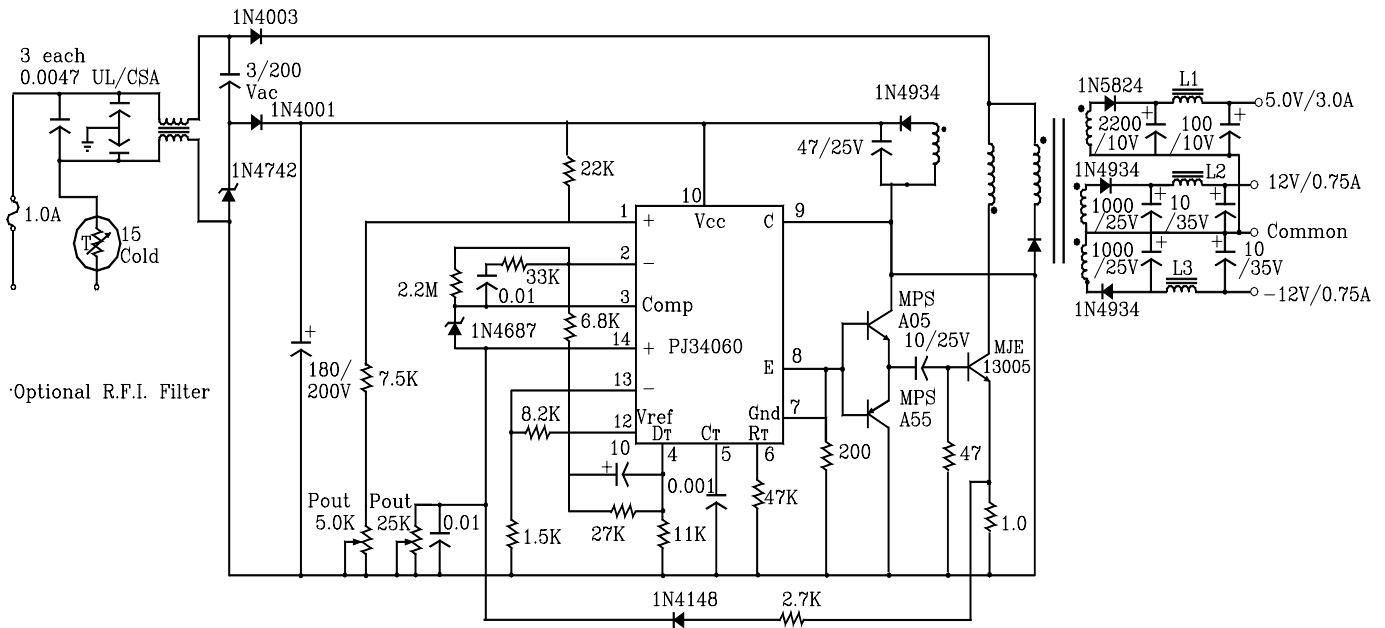 1N4003
3 each
0.0047 UL/CSA
3/200
Vac
1N4001
1N4934
1N5824
L1
5.0V/3.0A
2200
/10V
100
/10V
47/25V
1N4742
22K
1N4934
L2
12V/0.75A
1.0A
T
15
Cold
10
1
+
Vcc
C
9
1000
/25V
10
/35V
Common
2
−
33K
2.2M
0.01
3
Comp
1000
/25V
10
/35V
L3
−12V/0.75A
1N4934
6.8K
1N4687
14
+
PJ34060
MPS
A05
10/25V
MJE
13005
180/
200V
+
7.5K
13
−
E
8
·Optional R.F.I. Filter
8.2K
12
Vref
Gnd
7
MPS
A55
DT
CT
RT
10
+
4
5
6
200
47
0.001
47K
Pout
5.0K
Pout
25K
0.01
1.5K
27K
11K
1.0
1N4148
2.7K
+
+
+
+
+
+